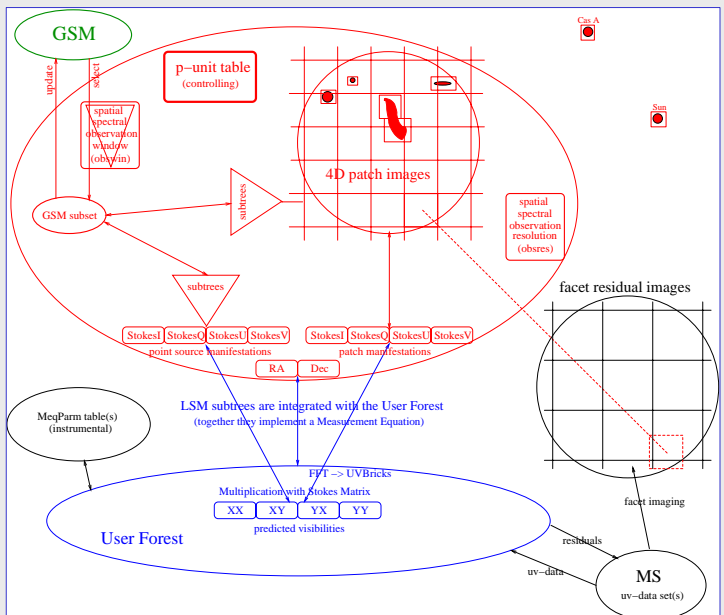 GSM
Cas A
Sun
update
select
p-unit table
(controlling)
spatial
spectral
observation
window
(obswin)
4D patch images
subtrees
GSM subset
spatial
spectral
observation
resolution
(obsres)
subtrees
facet residual images
StokesI StokesQ StokesU StokesV
point source manifestations
StokesI StokesQ StokesU StokesV
patch manifestations
RA Dec
LSM subtrees are integrated with the User Forest
(together they implement a Measurement Equation)
MeqParm table(s)
(instrumental)
FFT -> UVBricks
Multiplication with Stokes Matrix
XX XY YX YY
predicted visibilities
User Forest
facet imaging
residuals
uv-data
MS
uv-data set(s)